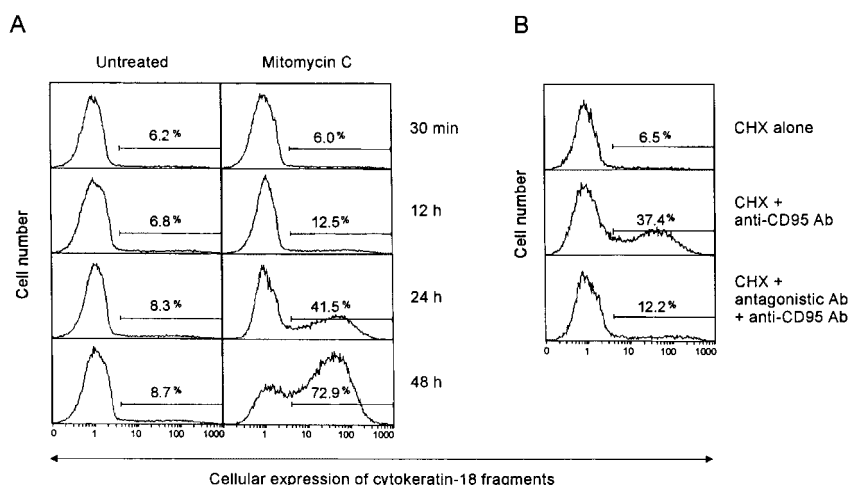 A
B
Untreated
Mitomycin C
6.2 %
6.0 %
30 min
6.8 %
12.5 %
12 h
8.3 %
41.5 %
24 h
8.7 %
72.9 %
48 h
Cell number
0 1 10 100 1000
0 1 10 100 1000
6.5 %
CHX alone
37.4 %
CHX +
anti-CD95 Ab
12.2 %
CHX +
antagonistic Ab
+ anti-CD95 Ab
Cell number
0 1 10 100 1000
Cellular expression of cytokeratin-18 fragments